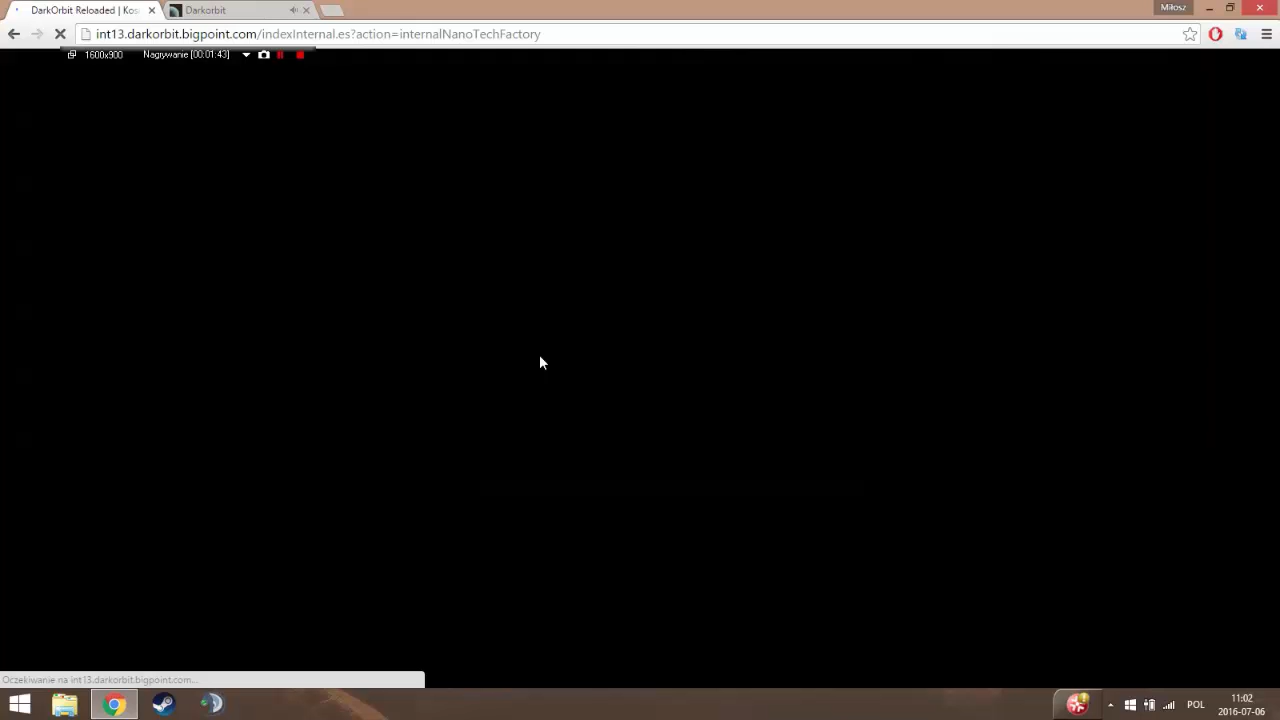 DarkOrbit Reloaded | Kos
Darkorbit
Miłosz
int13.darkorbit.bigpoint.com/indexInternal.es?action=internalNanoTechFactory
1600x900
Nagrywanie [00:01:43]
Oczekiwanie na int13.darkorbit.bigpoint.com...
POL
11:02
2016-07-06